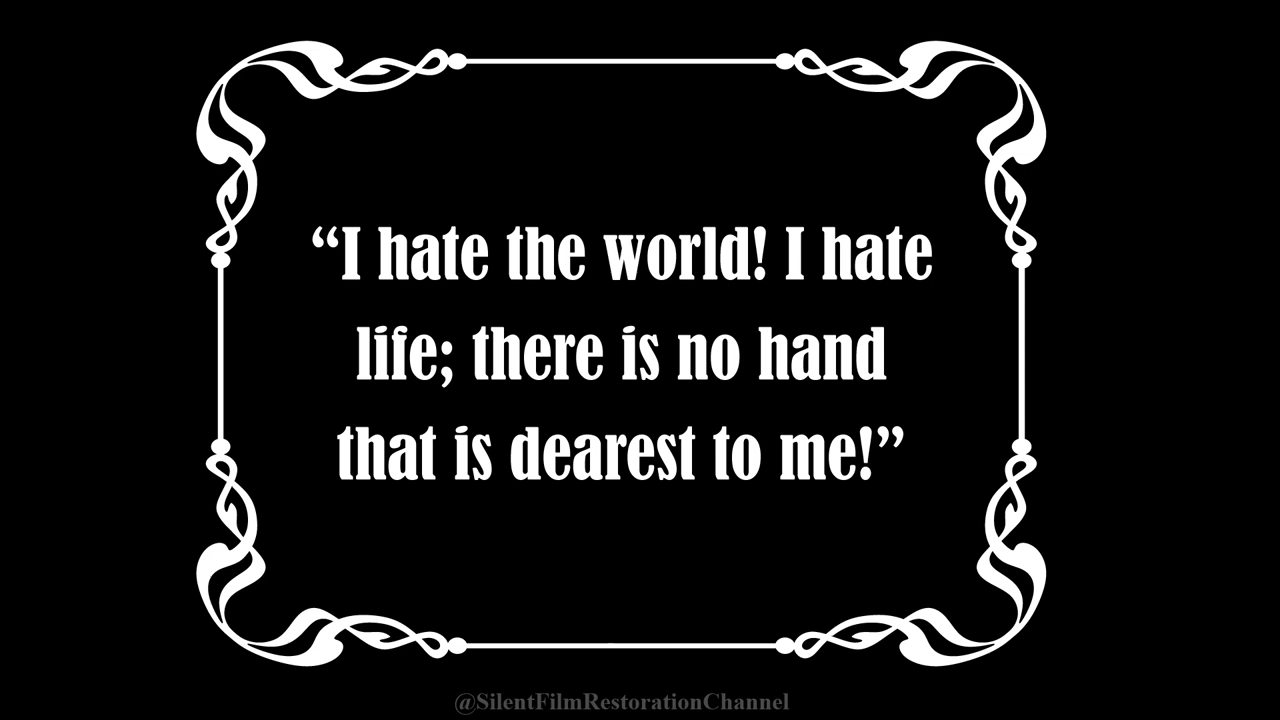 “I hate the world! I hate
life; there is no hand
that is dearest to me!”
@SilentFilmRestorationChannel